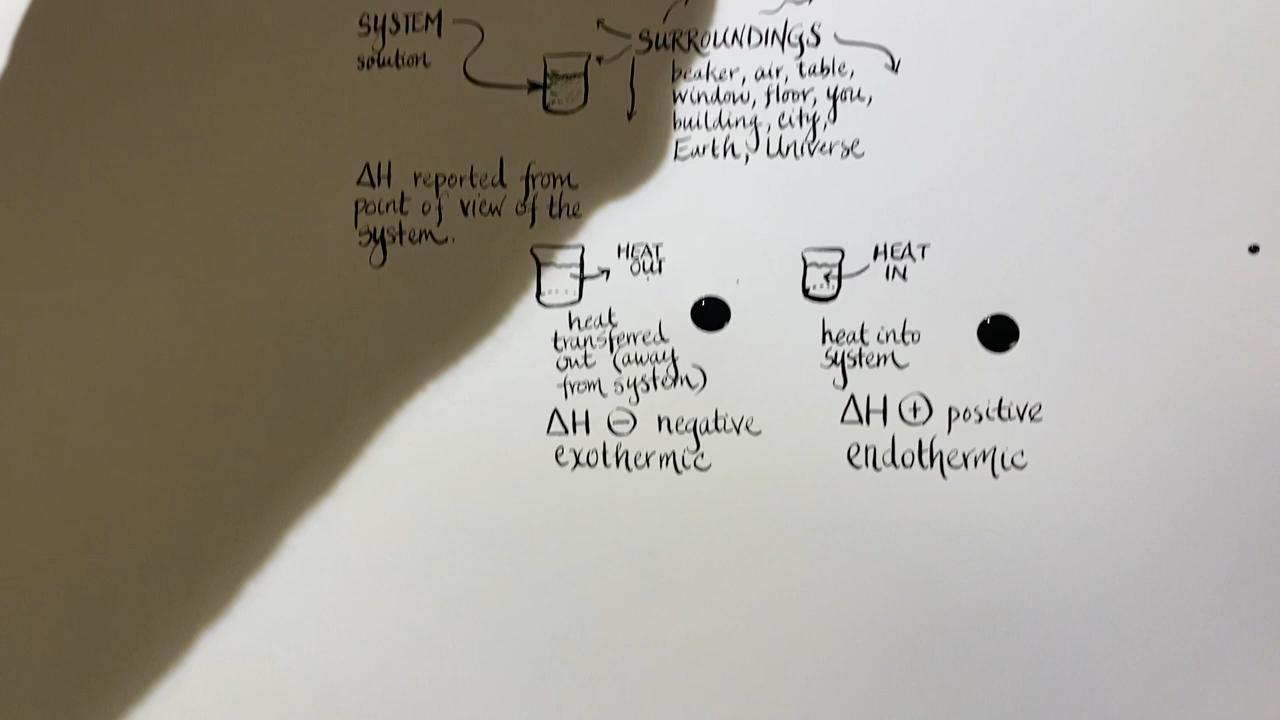 SYSTEM
solution
SURROUNDINGS
beaker, air, table,
window, floor, you,
building, city,
Earth, Universe
ΔH reported from
point of view of the
system.
HEAT
OUT
heat
transferred
out (away
from system)
ΔH ⊖ negative
exothermic
HEAT
IN
heat into
system
ΔH ⊕ positive
endothermic